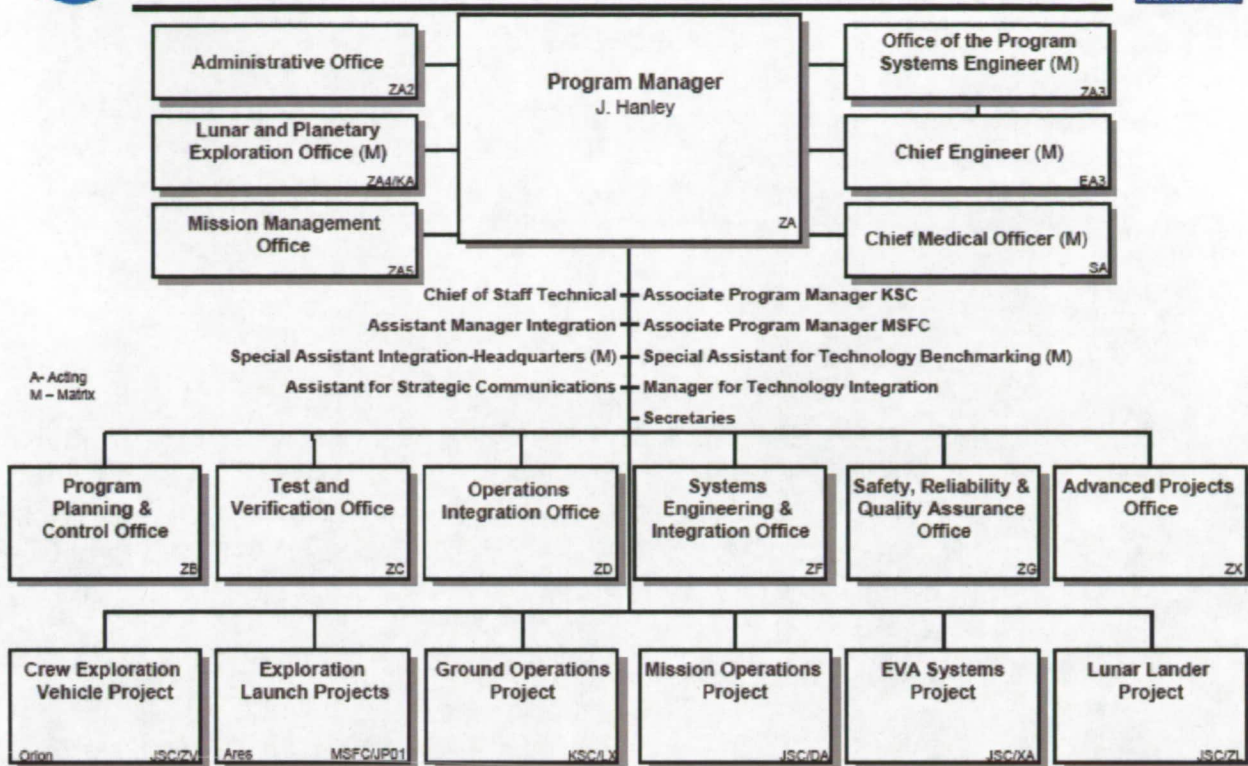 Administrative Office
ZA2
Lunar and Planetary
Exploration Office (M)
ZA4/KA
Mission Management
Office
ZA5
Program Manager
J. Hanley
ZA
Office of the Program
Systems Engineer (M)
ZA3
Chief Engineer (M)
EA3
Chief Medical Officer (M)
SA
Chief of Staff Technical
Associate Program Manager KSC
Assistant Manager Integration
Associate Program Manager MSFC
Special Assistant Integration-Headquarters (M)
Special Assistant for Technology Benchmarking (M)
Assistant for Strategic Communications
Manager for Technology Integration
Secretaries
A- Acting
M – Matrix
Program
Planning &
Control Office
ZB
Test and
Verification Office
ZC
Operations
Integration Office
ZD
Systems
Engineering &
Integration Office
ZF
Safety, Reliability &
Quality Assurance
Office
ZG
Advanced Projects
Office
ZX
Crew Exploration
Vehicle Project
Orion JSC/ZV
Exploration
Launch Projects
Ares MSFC/JP01
Ground Operations
Project
KSC/LX
Mission Operations
Project
JSC/DA
EVA Systems
Project
JSC/XA
Lunar Lander
Project
JSC/ZL